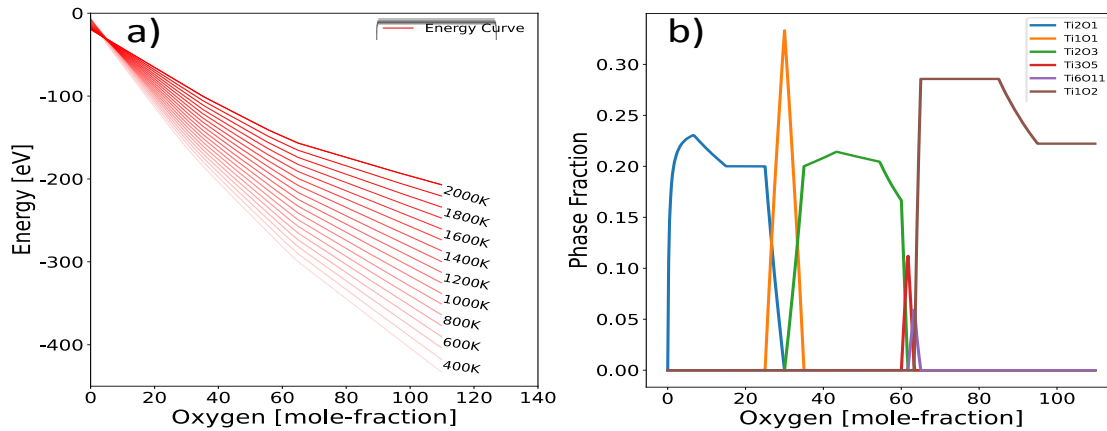 a)
Energy Curve
Energy [eV]
0
-100
-200
-300
-400
2000K
1800K
1600K
1400K
1200K
1000K
800K
600K
400K
0 20 40 60 80 100 120 140
Oxygen [mole-fraction]
b)
Ti2O1
Ti1O1
Ti2O3
Ti3O5
Ti6O11
Ti1O2
Phase Fraction
0.30
0.25
0.20
0.15
0.10
0.05
0.00
0 20 40 60 80 100
Oxygen [mole-fraction]